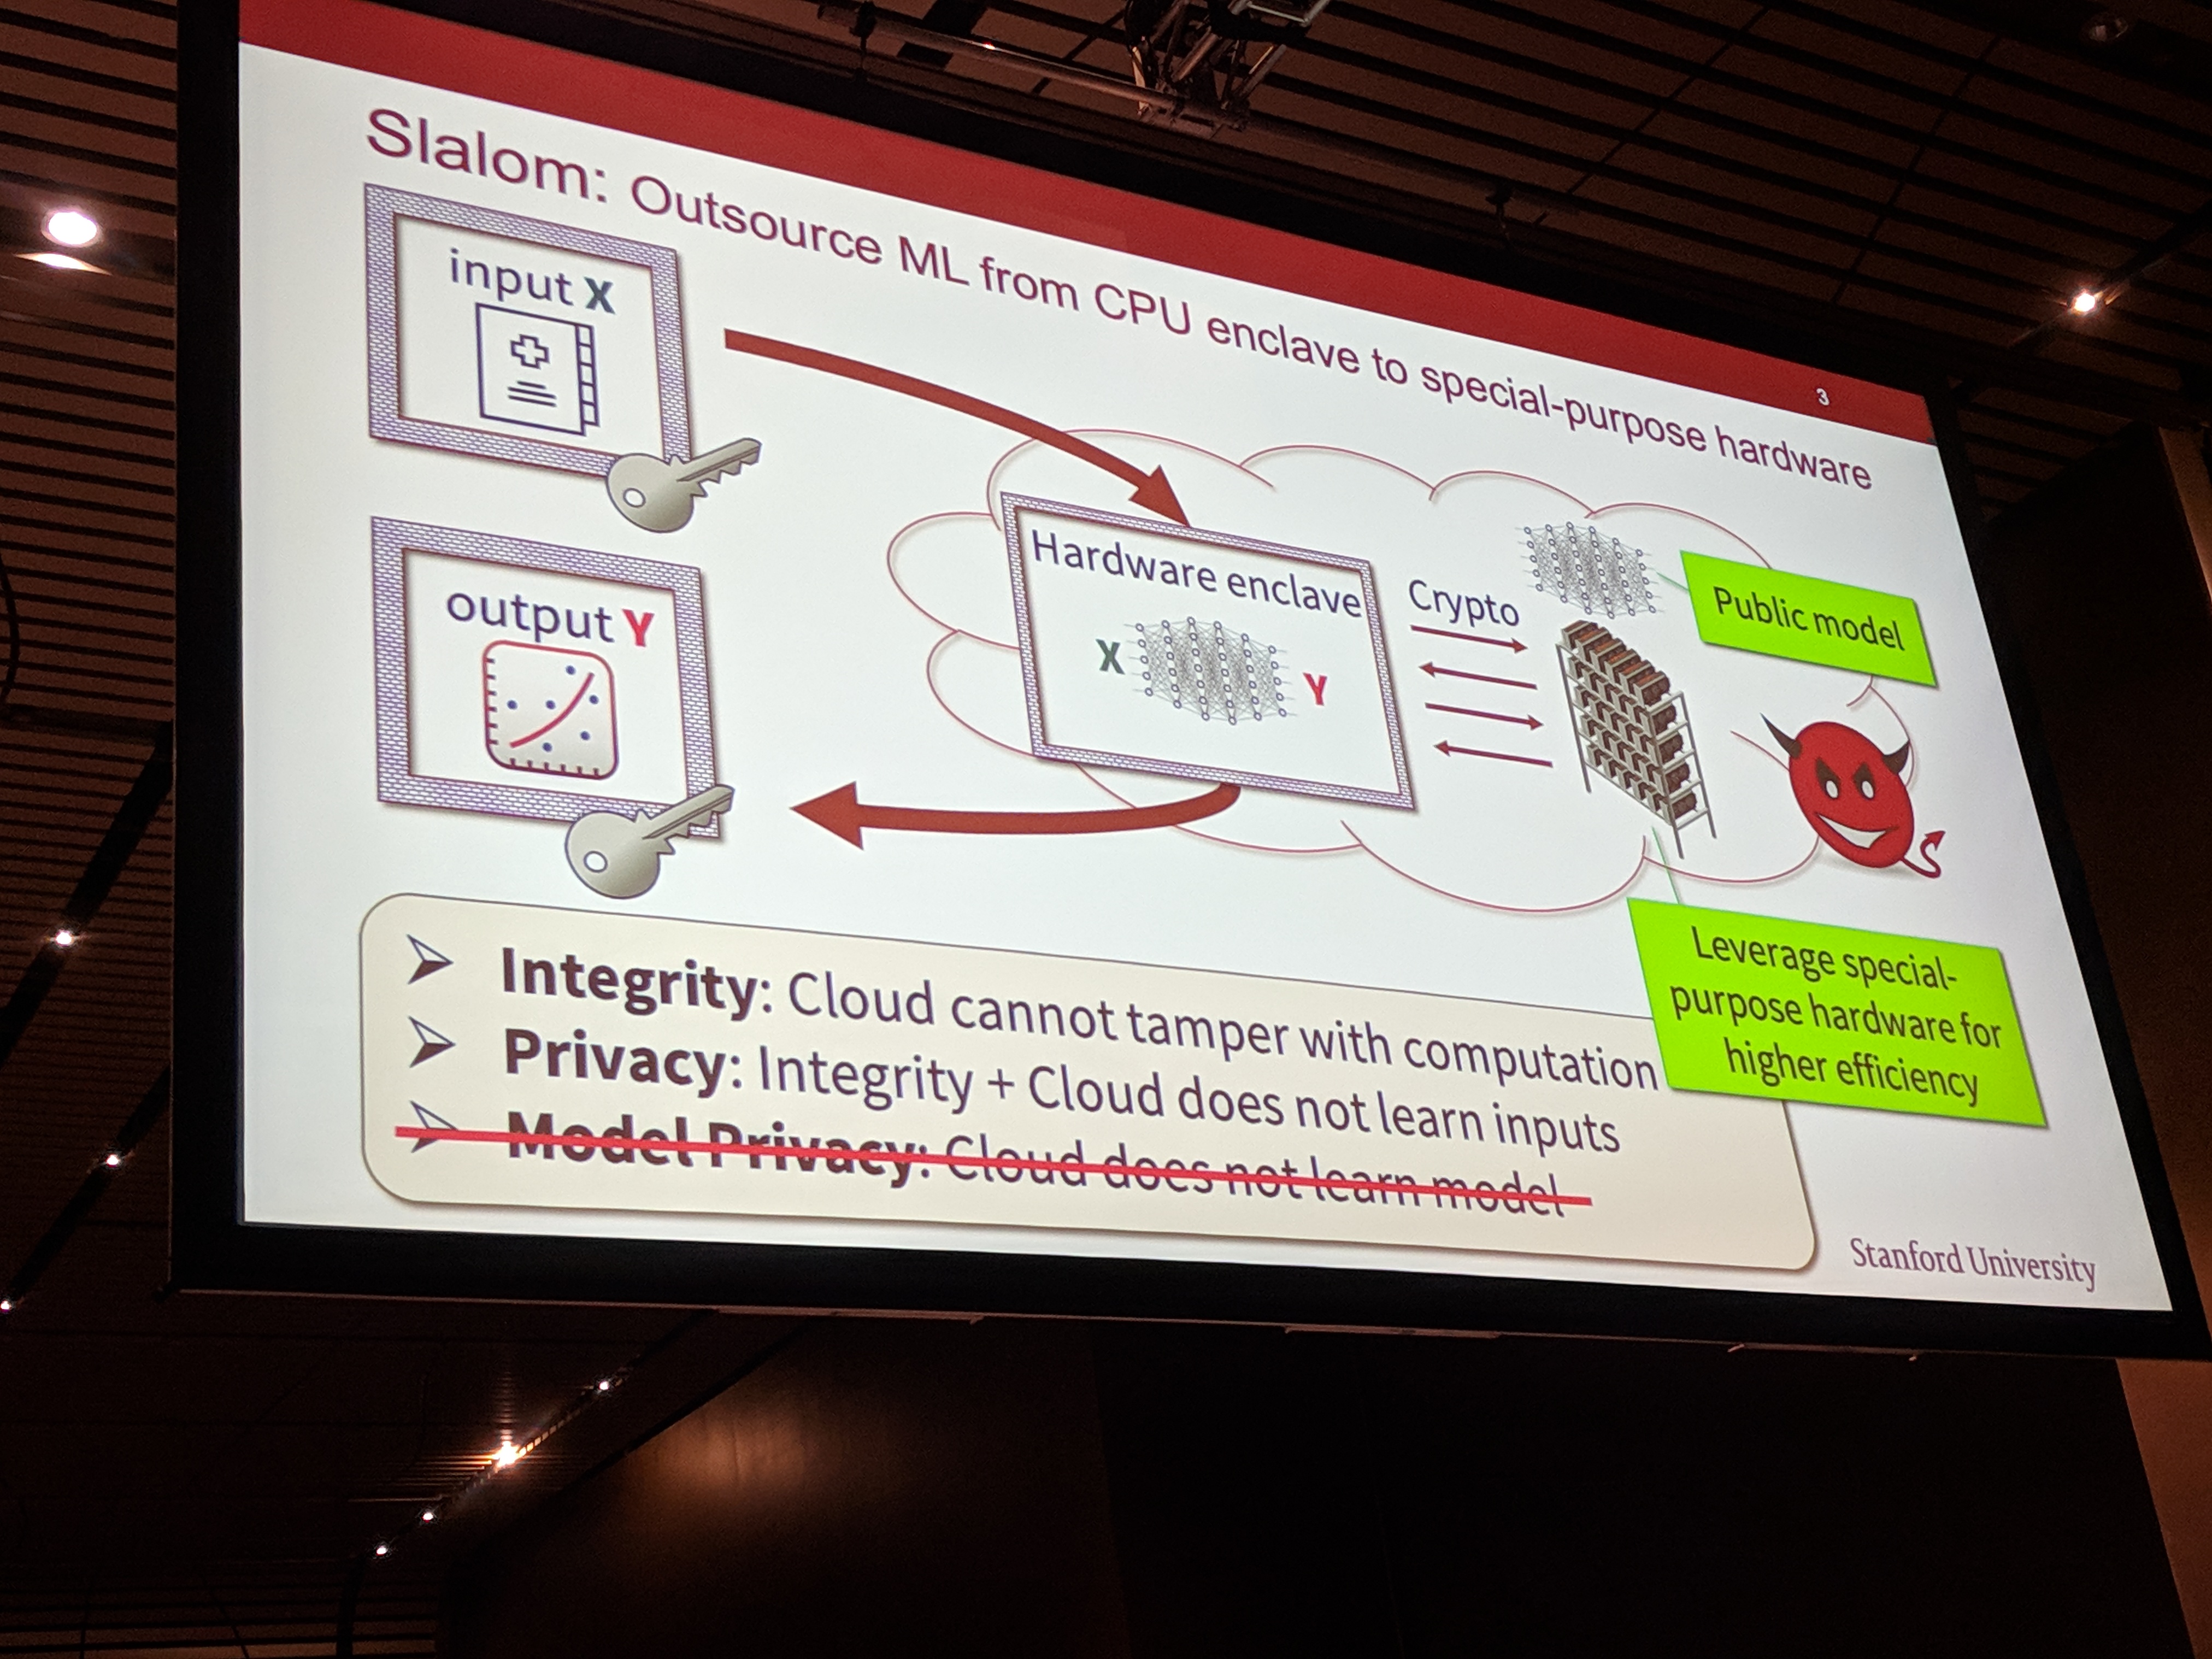 3
Slalom: Outsource ML from CPU enclave to special-purpose hardware
input X
output Y
Hardware enclave
X
Y
Crypto
Public model
Leverage special-
purpose hardware for
higher efficiency
➢ Integrity: Cloud cannot tamper with computation
➢ Privacy: Integrity + Cloud does not learn inputs
➢ Model Privacy: Cloud does not learn model
Stanford University